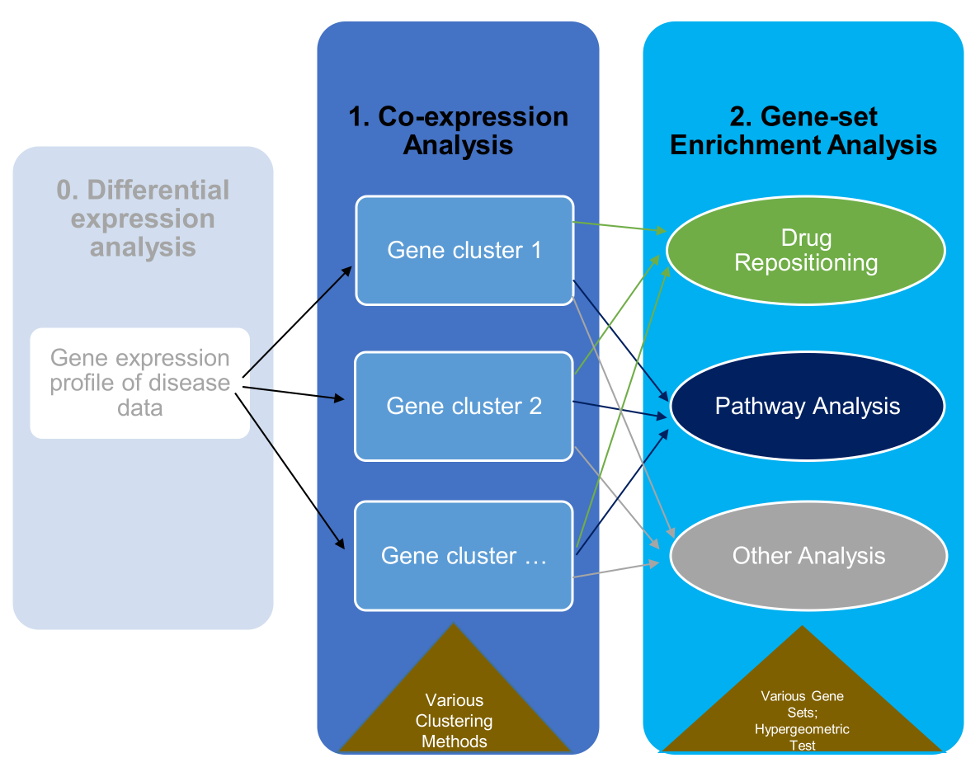 0. Differential
expression
analysis
Gene expression
profile of disease
data
1. Co-expression
Analysis
Gene cluster 1
Gene cluster 2
Gene cluster …
Various
Clustering
Methods
2. Gene-set
Enrichment Analysis
Drug
Repositioning
Pathway Analysis
Other Analysis
Various Gene
Sets;
Hypergeometric
Test